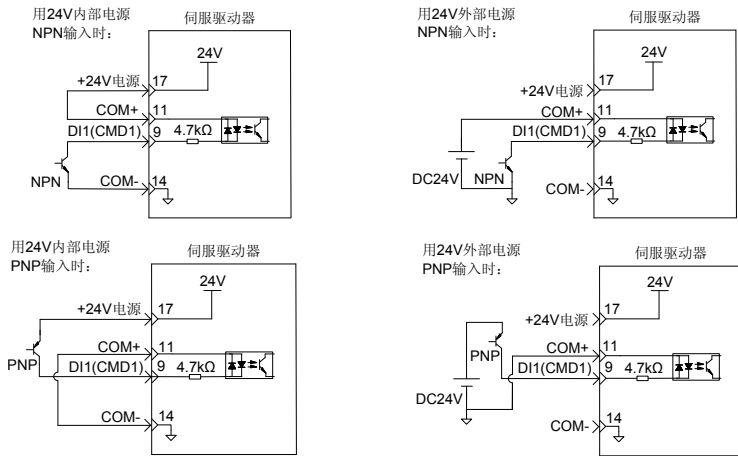 用24V内部电源
NPN输入时：
伺服驱动器
24V
+24V电源
17
COM+
11
DI1(CMD1)
9
4.7kΩ
NPN
COM-
14
用24V外部电源
NPN输入时：
伺服驱动器
24V
+24V电源
17
COM+
11
DI1(CMD1)
9
4.7kΩ
DC24V
NPN
COM-
14
用24V内部电源
PNP输入时：
伺服驱动器
24V
+24V电源
17
COM+
11
PNP
DI1(CMD1)
9
4.7kΩ
COM-
14
用24V外部电源
PNP输入时：
伺服驱动器
24V
+24V电源
17
COM+
11
PNP
DI1(CMD1)
9
4.7kΩ
DC24V
COM-
14